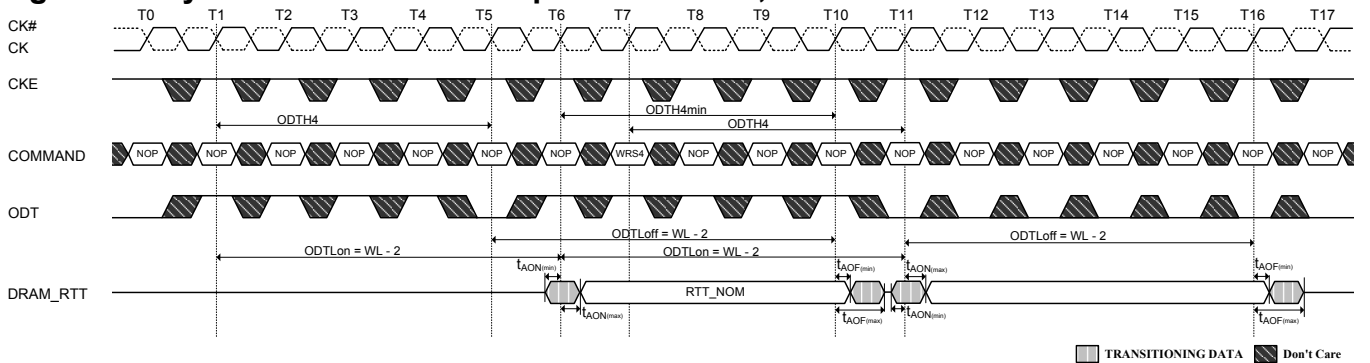 T0 T1 T2 T3 T4 T5 T6 T7 T8 T9 T10 T11 T12 T13 T14 T15 T16 T17
CK#
CK
CKE
ODTH4min
ODTH4
ODTH4
COMMAND
NOP NOP NOP NOP NOP NOP NOP WRS4 NOP NOP NOP NOP NOP NOP NOP NOP NOP NOP
ODT
ODTLoff = WL - 2
ODTLoff = WL - 2
ODTLon = WL - 2
ODTLon = WL - 2
tAON(min)
tAOF(min)
tAON(max)
tAOF(min)
DRAM_RTT
RTT_NOM
tAON(max)
tAOF(max)
tAON(min)
tAOF(max)
TRANSITIONING DATA
Don't Care